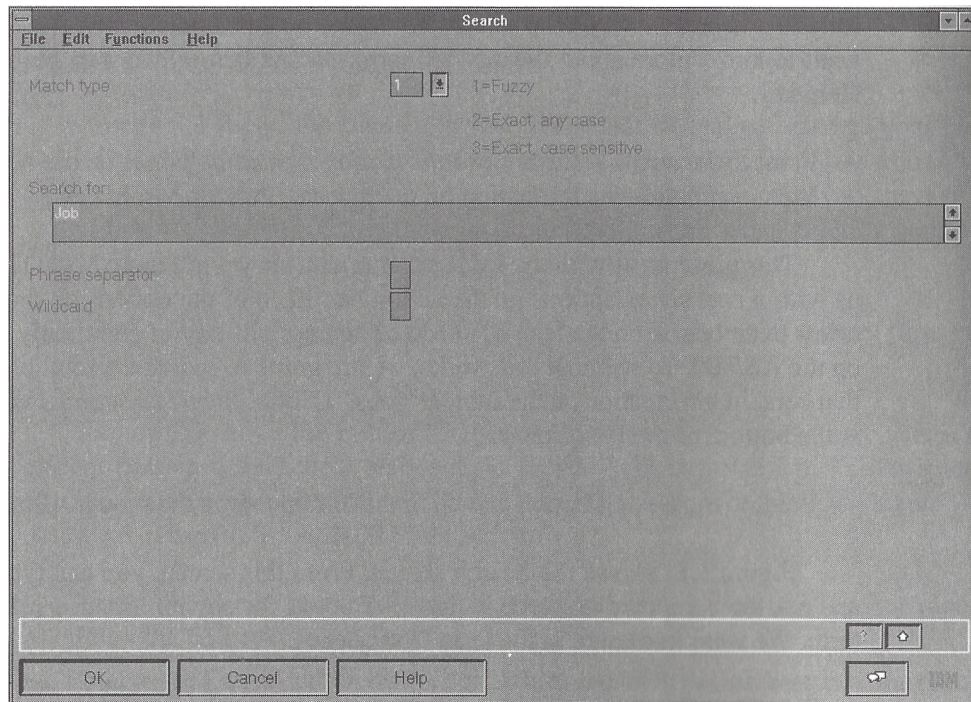 Search
File Edit Functions Help
Match type 1 1=Fuzzy
2=Exact, any case
3=Exact, case sensitive
Search for:
Job
Phrase separator
Wildcard
?
OK Cancel Help IBM